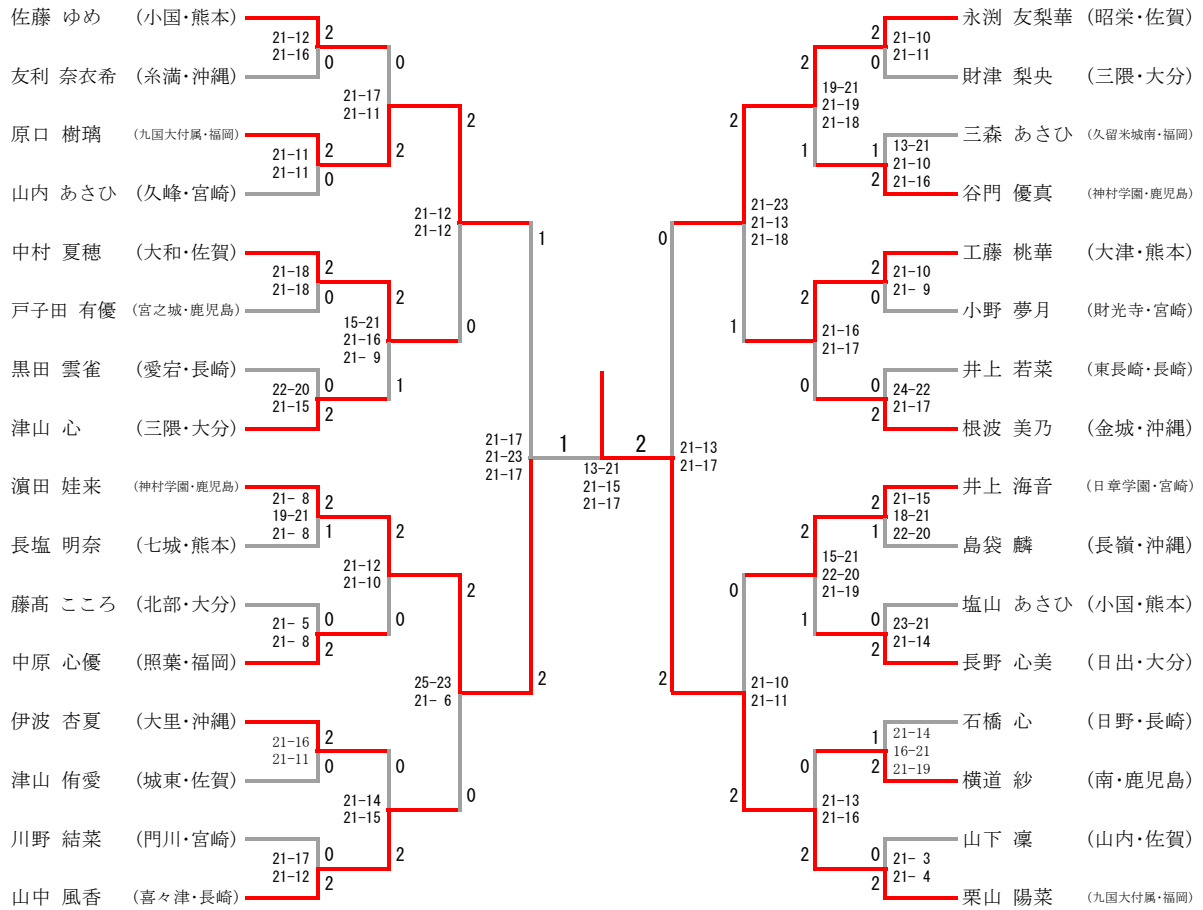 佐藤 ゆめ (小国・熊本)
21-12 2
21-16 0
友利 奈衣希 (糸満・沖縄)
0
21-17
21-11
2
原口 樹璃 (九国大付属・福岡)
21-11 2
21-11 0
山内 あさひ (久峰・宮崎)
2
21-12
21-12
0
中村 夏穂 (大和・佐賀)
21-18 2
21-18 0
戸子田 有優 (宮之城・鹿児島)
2
15-21
21-16
21- 9
1
黒田 雲雀 (愛宕・長崎)
22-20 0
21-15 2
津山 心 (三隈・大分)
1
21-17
21-23
21-17
2
濵田 娃来 (神村学園・鹿児島)
21- 8 2
19-21
21- 8 1
長塩 明奈 (七城・熊本)
2
21-12
21-10
0
藤髙 こころ (北部・大分)
21- 5 0
21- 8 2
中原 心優 (照葉・福岡)
2
25-23
21- 6
0
伊波 杏夏 (大里・沖縄)
21-16 2
21-11 0
津山 侑愛 (城東・佐賀)
0
21-14
21-15
2
川野 結菜 (門川・宮崎)
21-17 0
21-12 2
山中 風香 (喜々津・長崎)
1 2
13-21
21-15
21-17
永渕 友梨華 (昭栄・佐賀)
2 21-10
0 21-11
財津 梨央 (三隈・大分)
2
19-21
21-19
21-18
1
三森 あさひ (久留米城南・福岡)
1 13-21
21-10
2 21-16
谷門 優真 (神村学園・鹿児島)
2
21-23
21-13
21-18
1
工藤 桃華 (大津・熊本)
2 21-10
0 21- 9
小野 夢月 (財光寺・宮崎)
2
21-16
21-17
0
井上 若菜 (東長崎・長崎)
0 24-22
2 21-17
根波 美乃 (金城・沖縄)
0
21-13
21-17
2
井上 海音 (日章学園・宮崎)
2 21-15
18-21
1 22-20
島袋 麟 (長嶺・沖縄)
2
15-21
22-20
21-19
1
塩山 あさひ (小国・熊本)
0 23-21
2 21-14
長野 心美 (日出・大分)
0
21-10
21-11
2
石橋 心 (日野・長崎)
1 21-14
16-21
2 21-19
横道 紗 (南・鹿児島)
0
21-13
21-16
2
山下 凜 (山内・佐賀)
0 21- 3
2 21- 4
栗山 陽菜 (九国大付属・福岡)